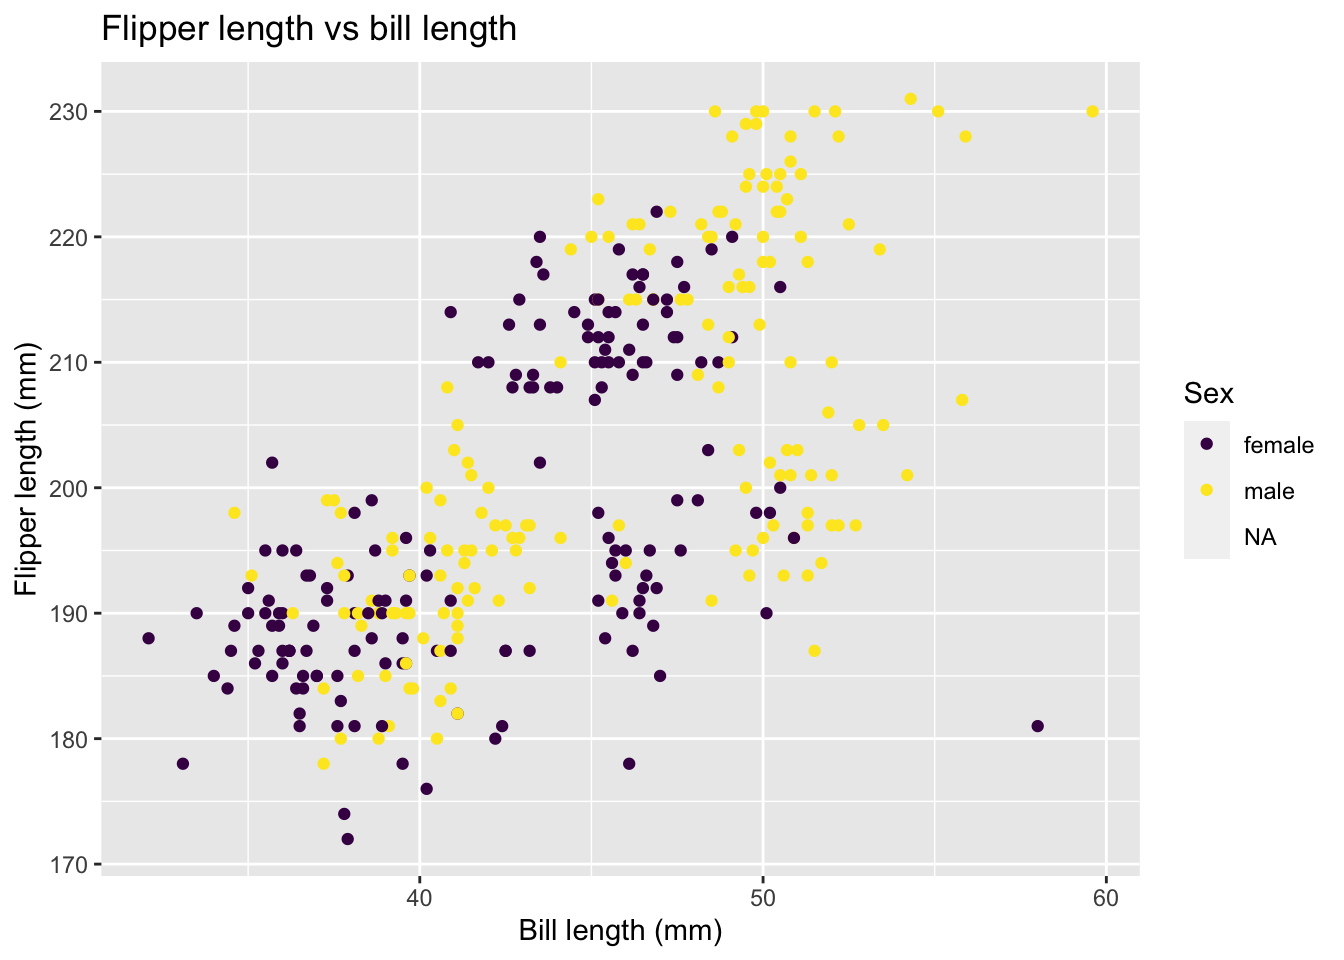 Flipper length vs bill length
230
220
210
200
190
180
170
Flipper length (mm)
40 50 60
Bill length (mm)
Sex
female
male
NA